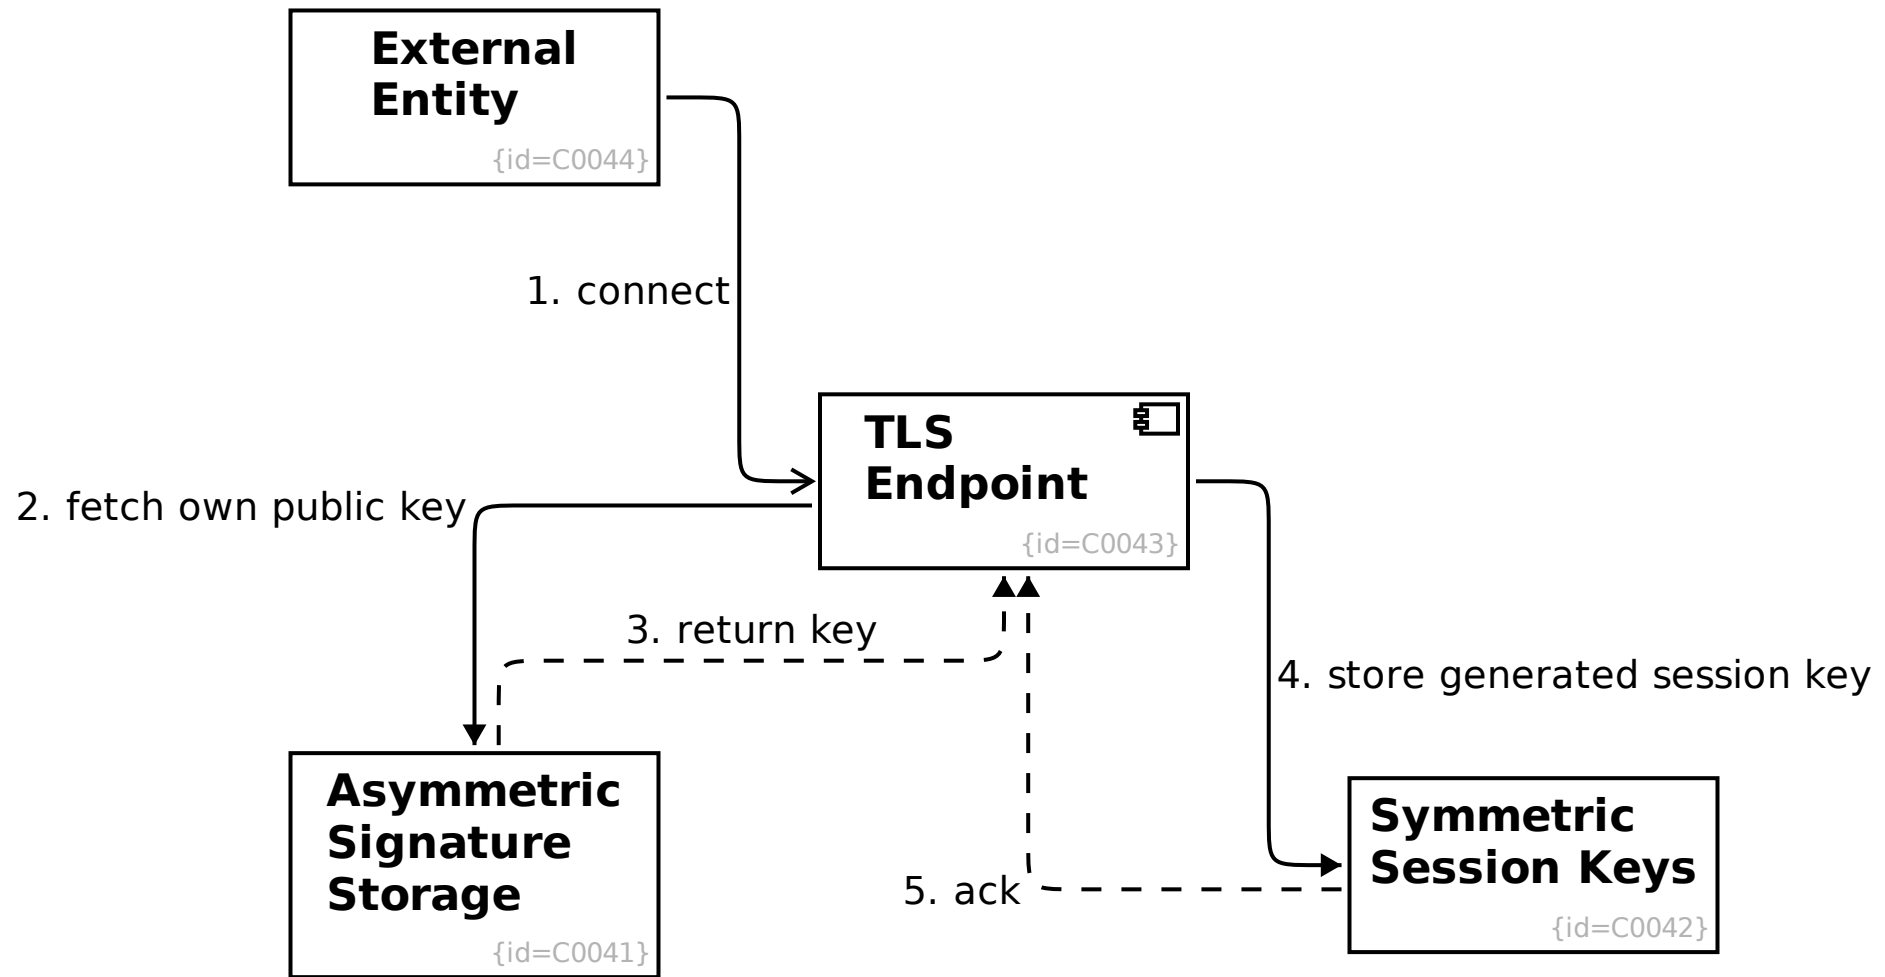 External
Entity
{id=C0044}
1. connect
TLS
Endpoint
{id=C0043}
2. fetch own public key
3. return key
4. store generated session key
Asymmetric
Signature
Storage
{id=C0041}
5. ack
Symmetric
Session Keys
{id=C0042}